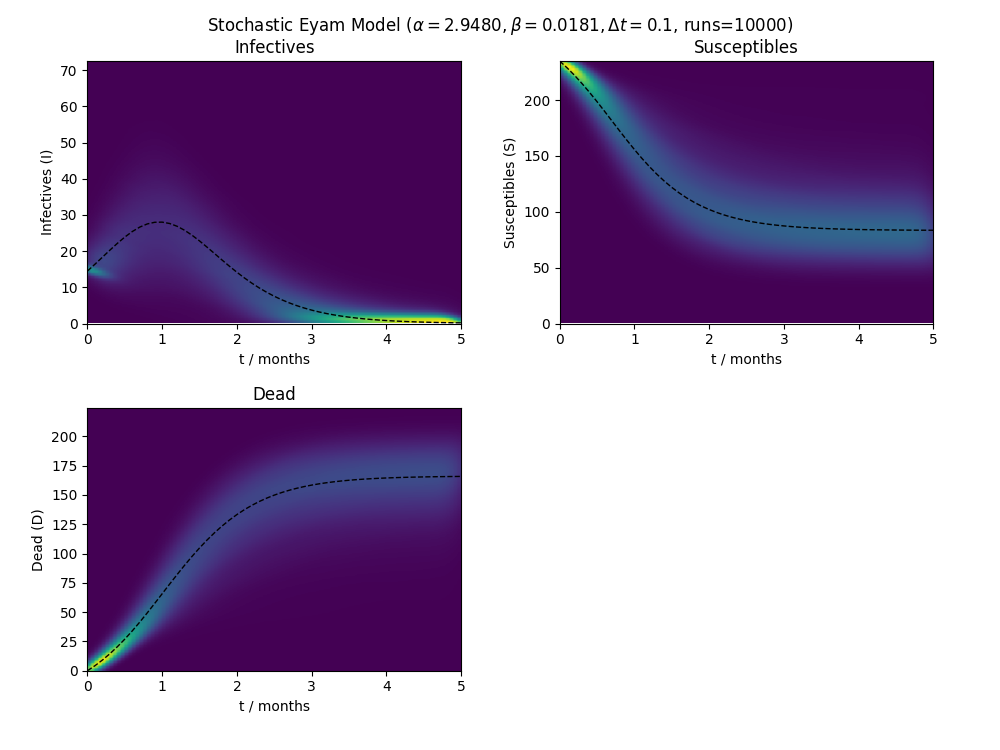 Stochastic Eyam Model (α = 2.9480, β = 0.0181, Δt = 0.1, runs=10000)
Infectives
Infectives (I)
70
60
50
40
30
20
10
0
0 1 2 3 4 5
t / months
Susceptibles
Susceptibles (S)
200
150
100
50
0
0 1 2 3 4 5
t / months
Dead
Dead (D)
200
175
150
125
100
75
50
25
0
0 1 2 3 4 5
t / months